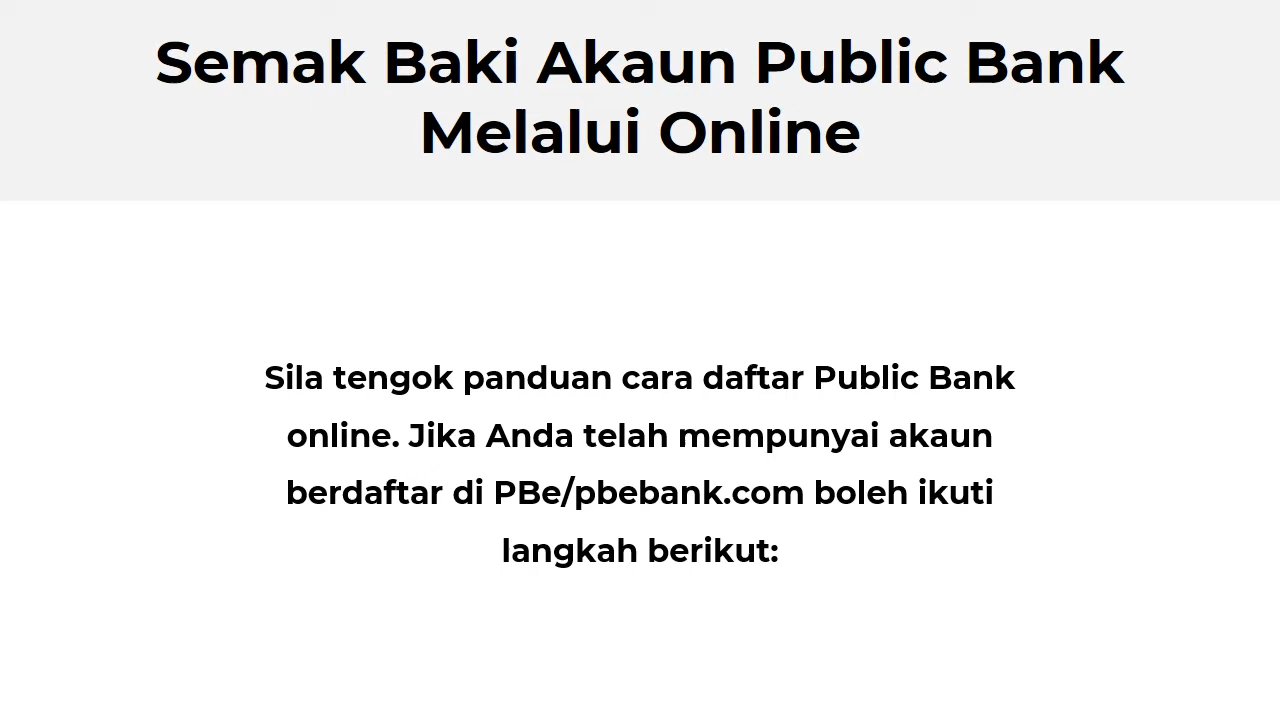 Semak Baki Akaun Public Bank
Melalui Online
Sila tengok panduan cara daftar Public Bank
online. Jika Anda telah mempunyai akaun
berdaftar di PBe/pbebank.com boleh ikuti
langkah berikut: